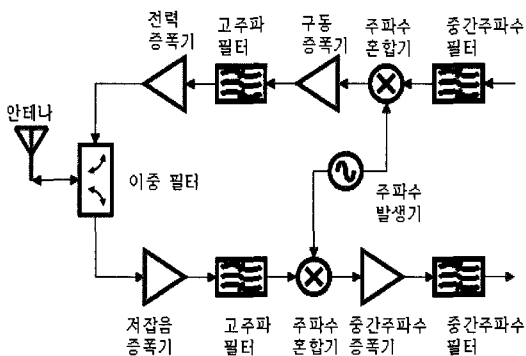 전력
증폭기
고주파
필터
구동
증폭기
주파수
혼합기
중간주파수
필터
안테나
이중 필터
주파수
발생기
저잡음
증폭기
고주파
필터
주파수
혼합기
중간주파수
증폭기
중간주파수
필터